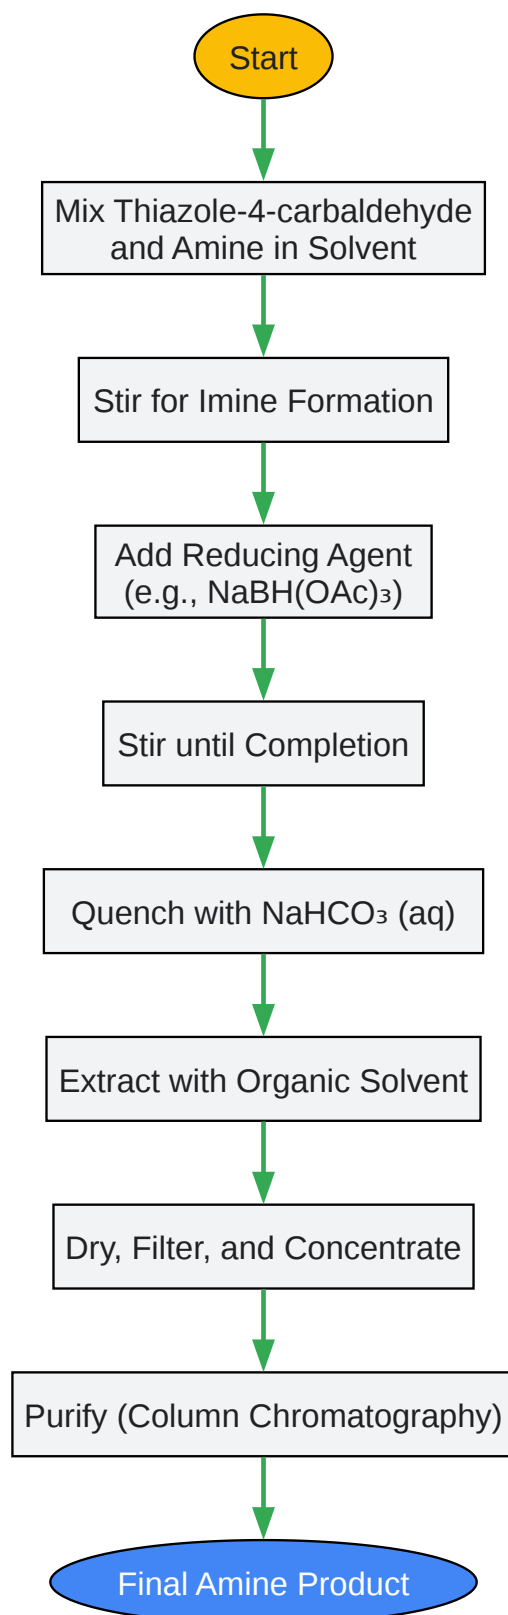 Start
Mix Thiazole-4-carbaldehyde
and Amine in Solvent
Stir for Imine Formation
Add Reducing Agent
(e.g., NaBH(OAc)₃)
Stir until Completion
Quench with NaHCO₃ (aq)
Extract with Organic Solvent
Dry, Filter, and Concentrate
Purify (Column Chromatography)
Final Amine Product